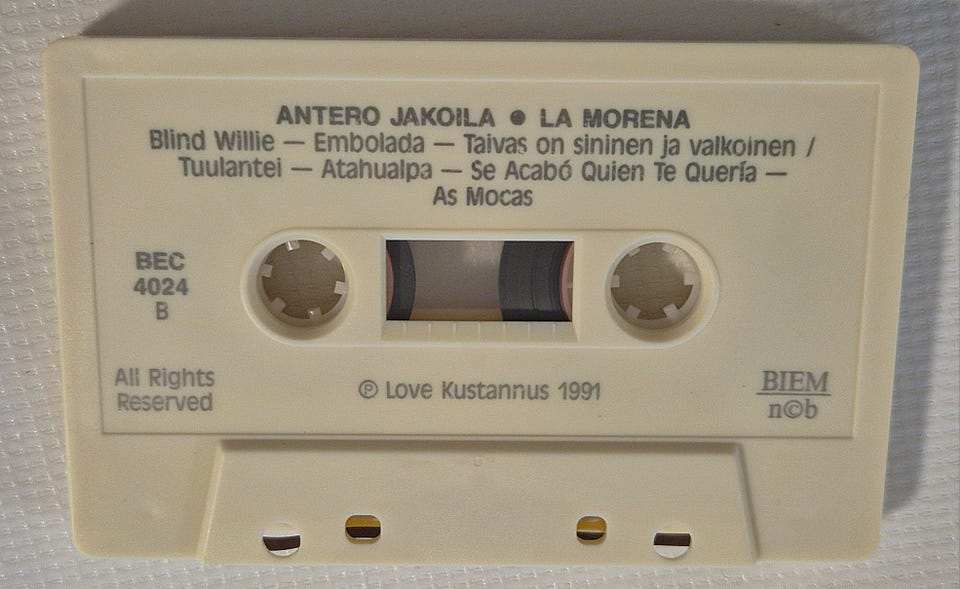 ANTERO JAKOILA ● LA MORENA
Blind Willie — Embolada — Taivas on sininen ja valkoinen /
Tuulantei — Atahualpa — Se Acabó Quien Te Quería —
As Mocas
BEC
4024
B
All Rights
Reserved
℗ Love Kustannus 1991
BIEM
n©b